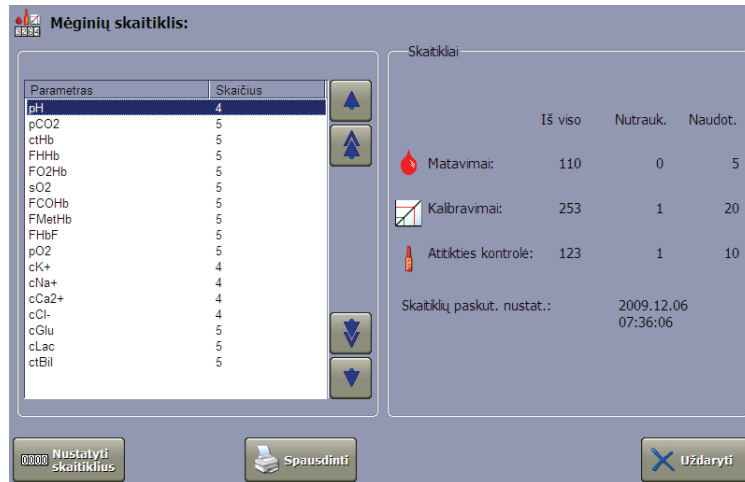 Mėginių skaitiklis:
Parametras Skaičius
pH 4
pCO2 5
ctHb 5
FHHb 5
FO2Hb 5
sO2 5
FCOHb 5
FMetHb 5
FHbF 5
pO2 5
cK+ 4
cNa+ 4
cCa2+ 4
cCl- 4
cGlu 5
cLac 5
ctBil 5
Skaitikliai
Iš viso Nutrauk. Naudot.
Matavimai: 110 0 5
Kalibravimai: 253 1 20
Atitikties kontrolė: 123 1 10
Skaitiklių paskut. nustat.: 2009.12.06
07:36:06
0000 Nustatyti
skaitiklius
Spausdinti
Uždaryti